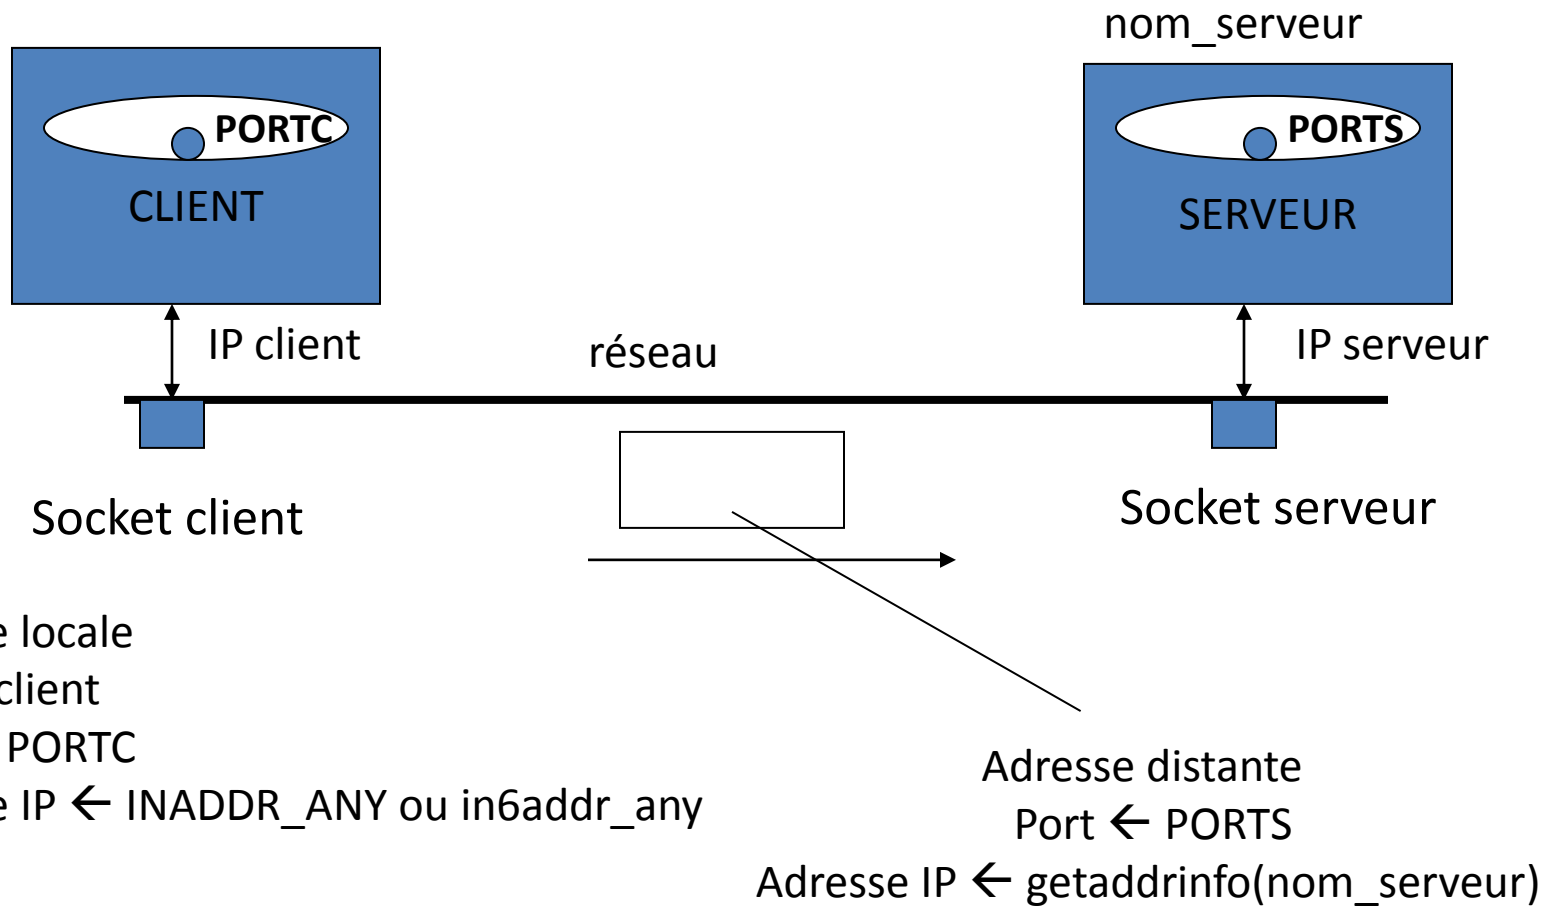 nom_serveur
PORTC
CLIENT
PORTS
SERVEUR
IP client
réseau
IP serveur
Socket client
Socket serveur
e locale
client
PORTC
e IP ← INADDR_ANY ou in6addr_any
Adresse distante
Port ← PORTS
Adresse IP ← getaddrinfo(nom_serveur)